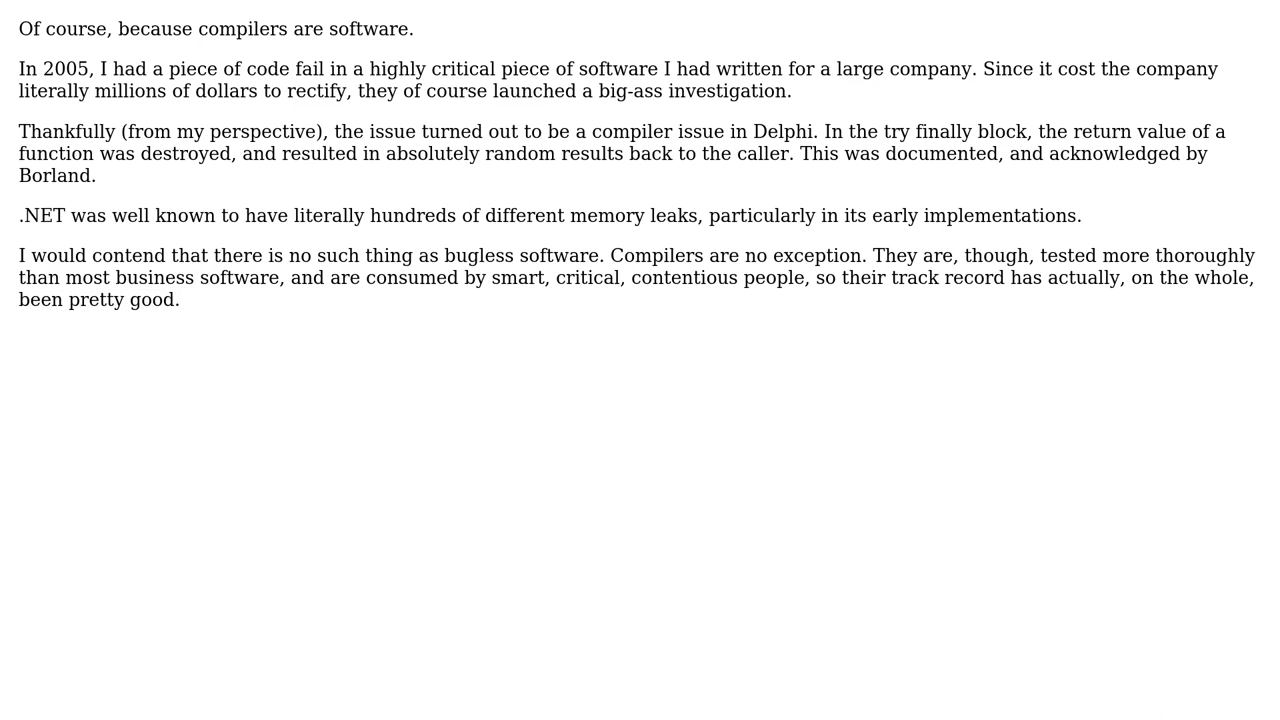 Of course, because compilers are software.
In 2005, I had a piece of code fail in a highly critical piece of software I had written for a large company. Since it cost the company
literally millions of dollars to rectify, they of course launched a big-ass investigation.
Thankfully (from my perspective), the issue turned out to be a compiler issue in Delphi. In the try finally block, the return value of a
function was destroyed, and resulted in absolutely random results back to the caller. This was documented, and acknowledged by
Borland.
.NET was well known to have literally hundreds of different memory leaks, particularly in its early implementations.
I would contend that there is no such thing as bugless software. Compilers are no exception. They are, though, tested more thoroughly
than most business software, and are consumed by smart, critical, contentious people, so their track record has actually, on the whole,
been pretty good.